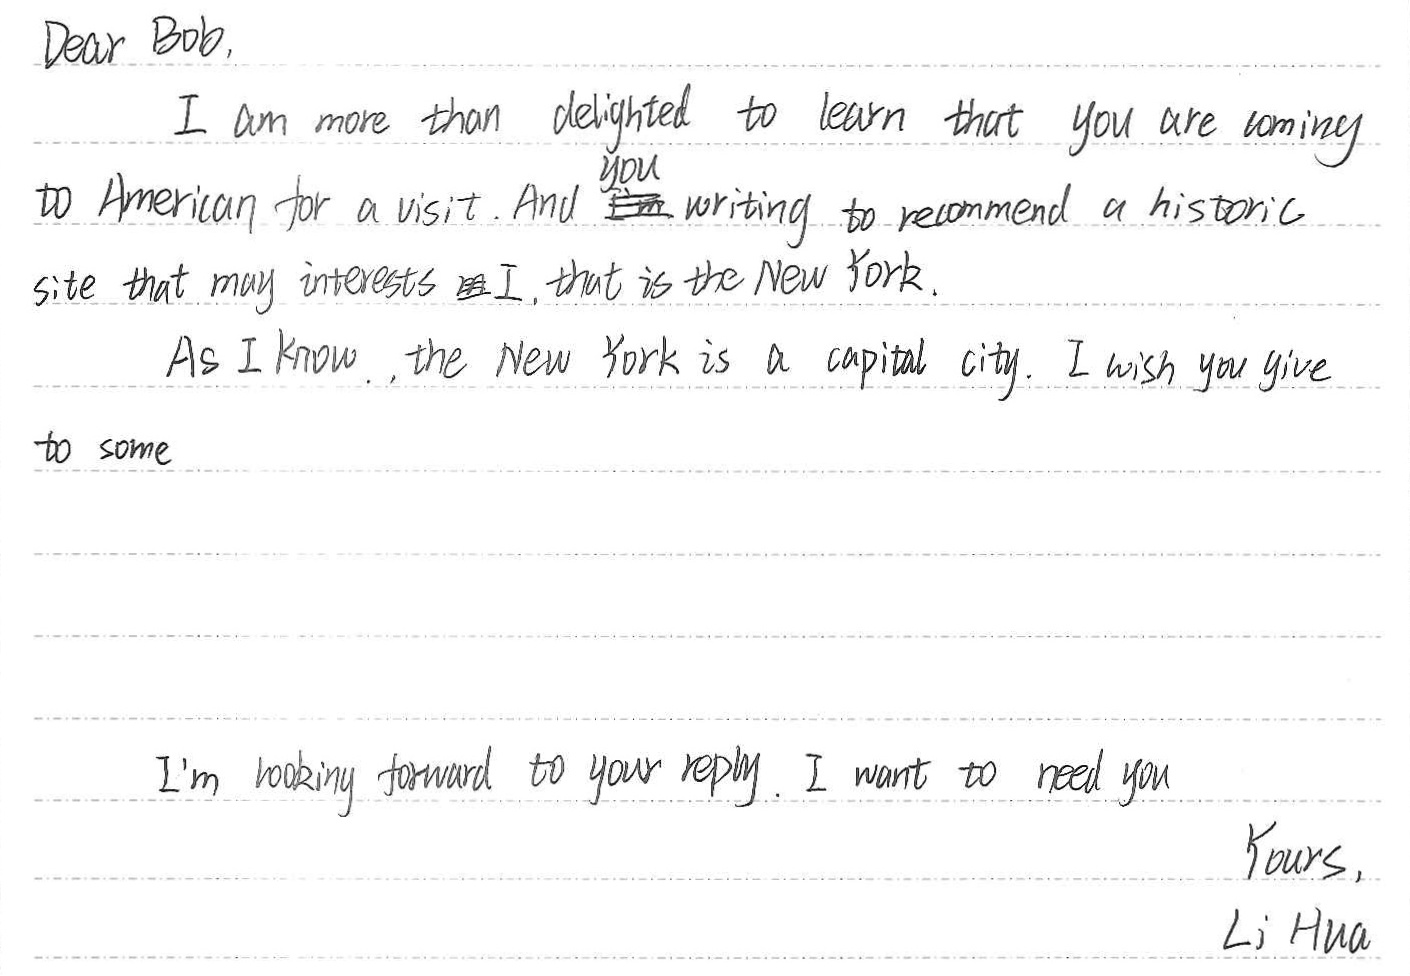 Dear Bob,
I am more than delighted to learn that you are coming
you
to American for a visit. And writing to recommend a historic
site that may interests I, that is the New York.
As I know.., the New York is a capital city. I wish you give
to some
I'm looking forward to your reply. I want to need you
Yours,
Li Hua